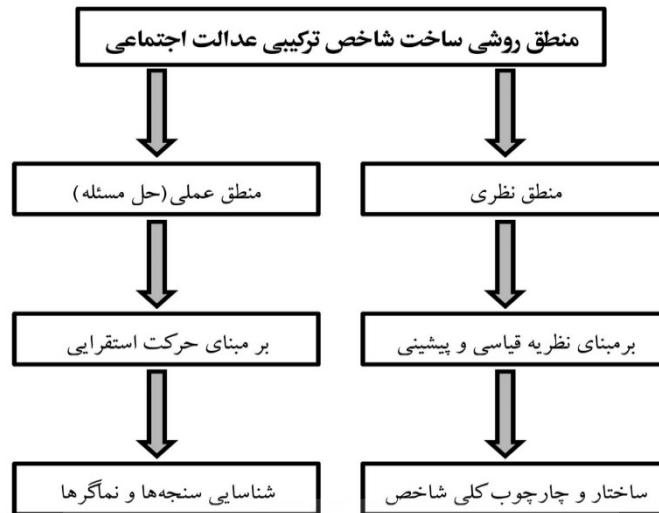 منطق روشی ساخت شاخص ترکیبی عدالت اجتماعی
منطق نظری
منطق عملی(حل مسئله)
برمبنای نظریه قیاسی و پیشینی
بر مبنای حرکت استقرایی
ساختار و چارچوب کلی شاخص
شناسایی سنجه‌ها و نماگرها